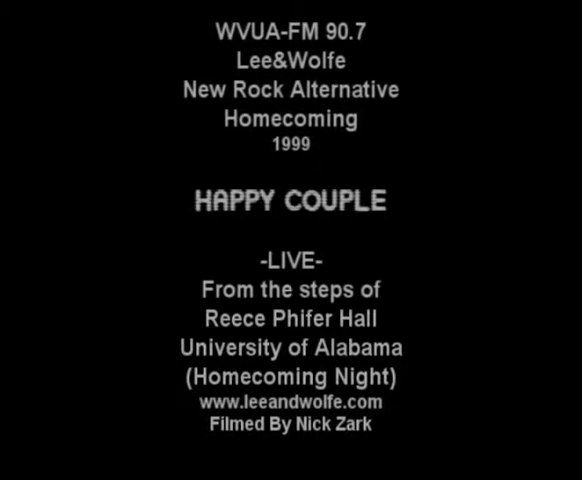 WVUA-FM 90.7
Lee&Wolfe
New Rock Alternative
Homecoming
1999
HAPPY COUPLE
-LIVE-
From the steps of
Reece Phifer Hall
University of Alabama
(Homecoming Night)
www.leeandwolfe.com
Filmed By Nick Zark